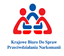 Krajowe Biuro Do Spraw
Przeciwdziałania Narkomanii